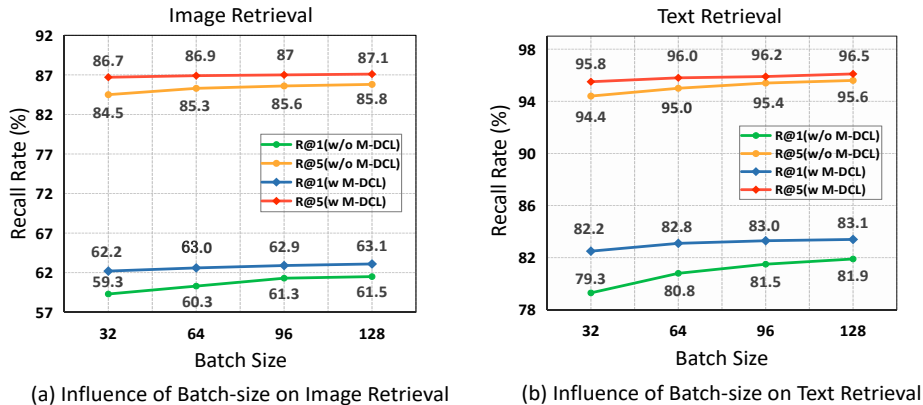 Image Retrieval
92
87
82
77
72
67
62
57
Recall Rate (%)
86.7 86.9 87 87.1
84.5 85.3 85.6 85.8
R@1(w/o M-DCL)
R@5(w/o M-DCL)
R@1(w M-DCL)
R@5(w M-DCL)
62.2 63.0 62.9 63.1
59.3 60.3 61.3 61.5
32 64 96 128
Batch Size
(a) Influence of Batch-size on Image Retrieval
Text Retrieval
98
94
90
86
82
78
Recall Rate (%)
95.8 96.0 96.2 96.5
94.4 95.0 95.4 95.6
R@1(w/o M-DCL)
R@5(w/o M-DCL)
R@1(w M-DCL)
R@5(w M-DCL)
82.2 82.8 83.0 83.1
79.3 80.8 81.5 81.9
32 64 96 128
Batch Size
(b) Influence of Batch-size on Text Retrieval